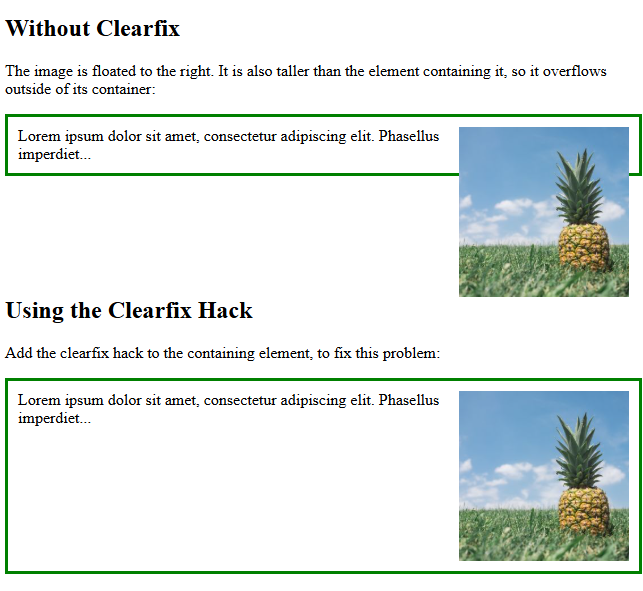 Without Clearfix
The image is floated to the right. It is also taller than the element containing it, so it overflows
outside of its container:
Lorem ipsum dolor sit amet, consectetur adipiscing elit. Phasellus
imperdiet...
Using the Clearfix Hack
Add the clearfix hack to the containing element, to fix this problem:
Lorem ipsum dolor sit amet, consectetur adipiscing elit. Phasellus
imperdiet...